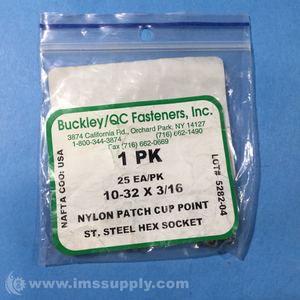 Buckley/QC Fasteners, Inc.
3874 California Rd., Orchard Park, NY 14127
1-800-344-3874 (716) 662-1490
Fax (716) 662-0669
1 PK
25 EA/PK
10-32 X 3/16
NYLON PATCH CUP POINT
ST. STEEL HEX SOCKET
NAFTA COO: USA
LOT# 5282-04
© www.imssupply.com